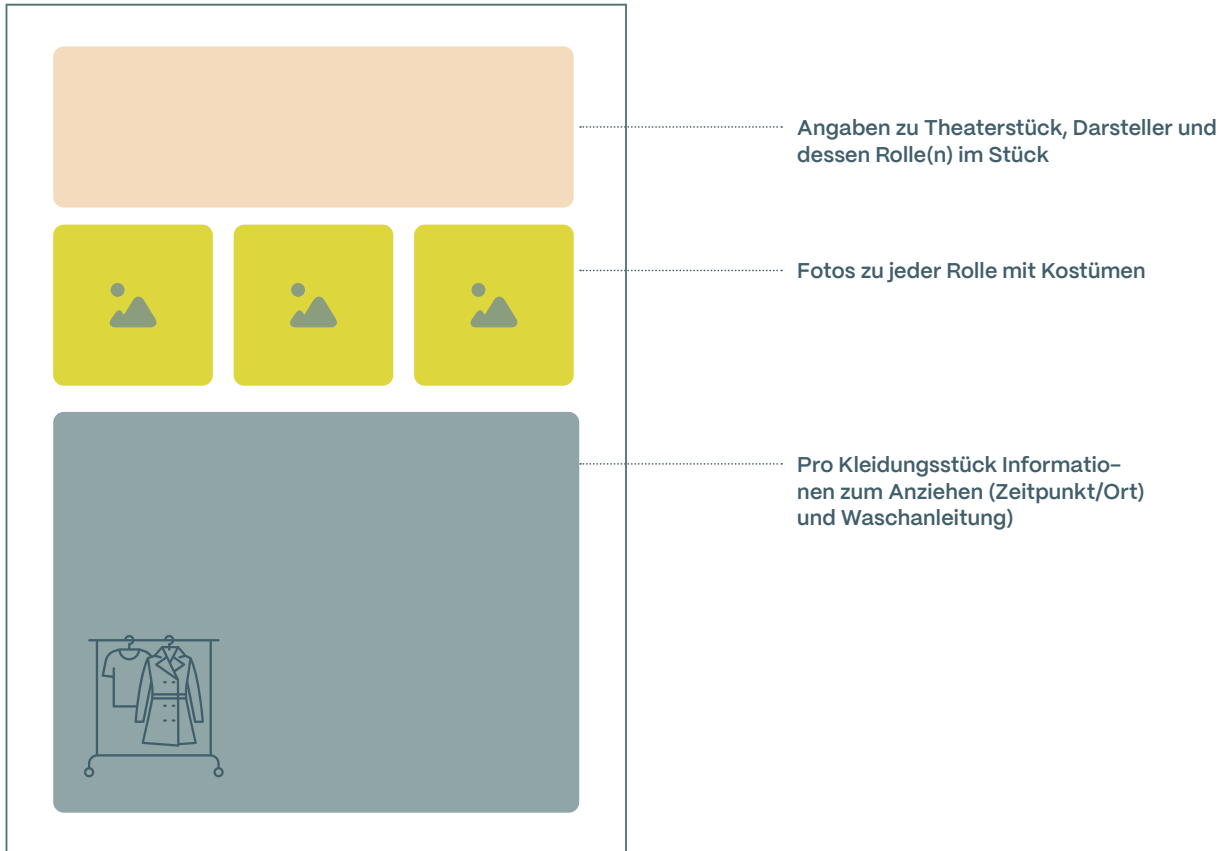 Angaben zu Theaterstück, Darsteller und
dessen Rolle(n) im Stück
Fotos zu jeder Rolle mit Kostümen
Pro Kleidungsstück Informatio-
nen zum Anziehen (Zeitpunkt/Ort)
und Waschanleitung)